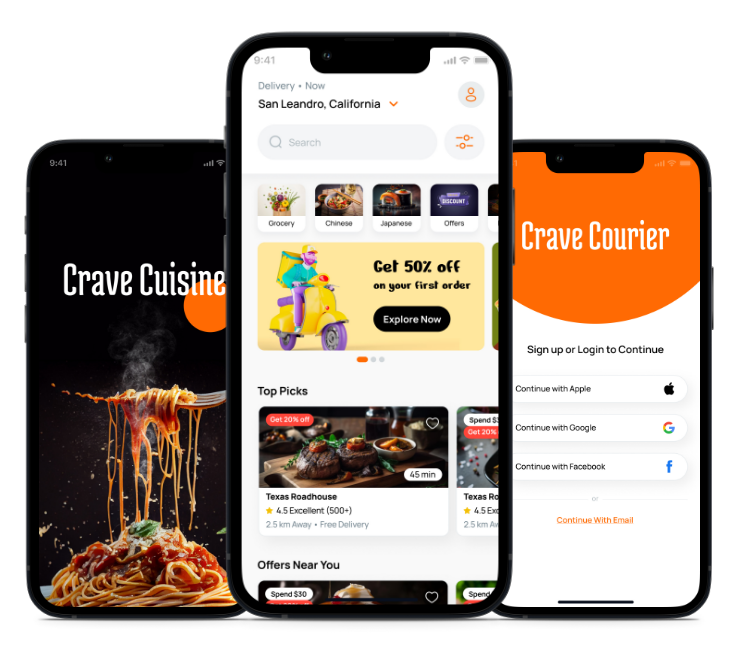 9:41
Crave Cuisine
9:41
Delivery • Now
San Leandro, California
Search
Grocery
Chinese
Japanese
DISCOUNT
Offers
Get 50% off
on your first order
Explore Now
Top Picks
Get 20% off
45 min
Texas Roadhouse
4.5 Excellent (500+)
2.5 km Away • Free Delivery
Spend $3
Get 20%
Texas Ro
4.5 Exc
2.5 km Aw
Offers Near You
Spend $30
Spend
9:41
Crave Courier
Sign up or Login to Continue
Continue with Apple
Continue with Google
Continue with Facebook
or
Continue With Email